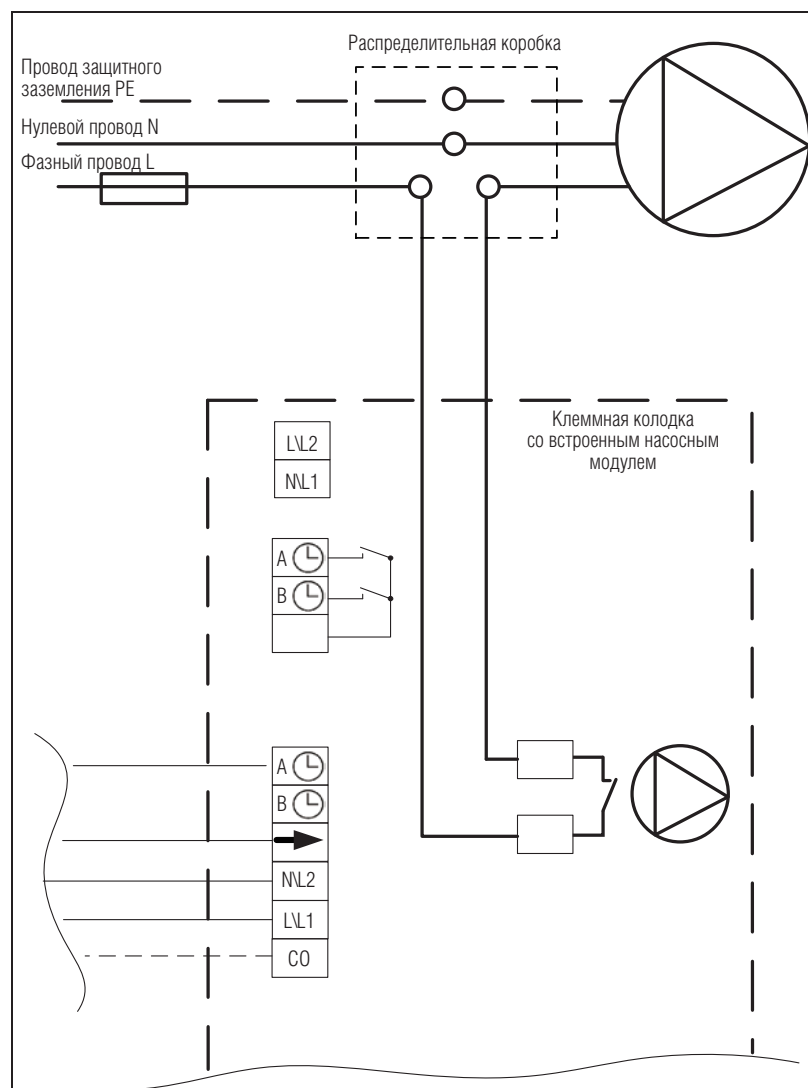 Распределительная коробка
Провод защитного
заземления PE
Нулевой провод N
Фазный провод L
Клеммная колодка
со встроенным насосным
модулем
L\L2
N\L1
A
B
A
B
N\L2
L\L1
CO